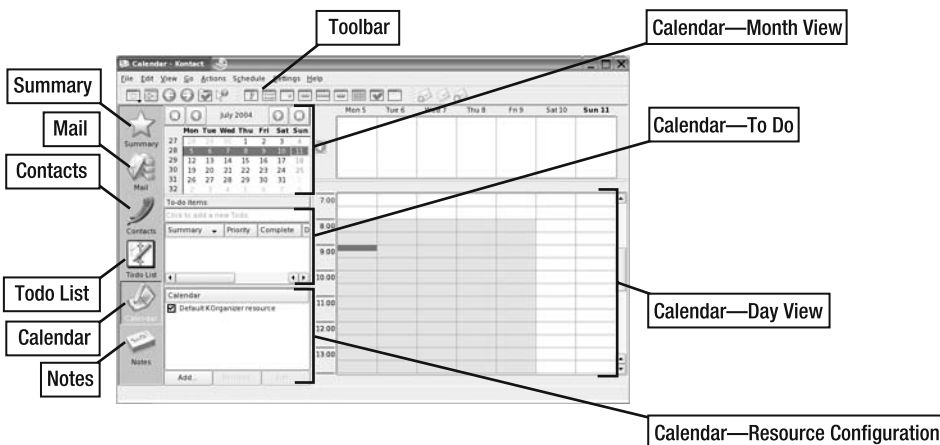 Toolbar
Calendar—Month View
Calendar - Kontact
File Edit View Go Actions Schedule Settings Help
Summary
Mail
Contacts
Todo List
Calendar
Notes
Summary
Mail
Contacts
Todo List
Notes
July 2004
Mon Tue Wed Thu Fri Sat Sun
27 1 2 3 4
28 5 6 7 8 9 10 11
29 12 13 14 15 16 17 18
30 19 20 21 22 23 24 25
31 26 27 28 29 30 31
32
To-do items
Click to add a new Todo
Summary Priority Complete D
Calendar
Default KOrganizer resource
Add...
Mon 5 Tue 6 Wed 7 Thu 8 Fri 9 Sat 10 Sun 11
7:00
8:00
9:00
10:00
11:00
12:00
13:00
Calendar—To Do
Calendar—Day View
Calendar—Resource Configuration